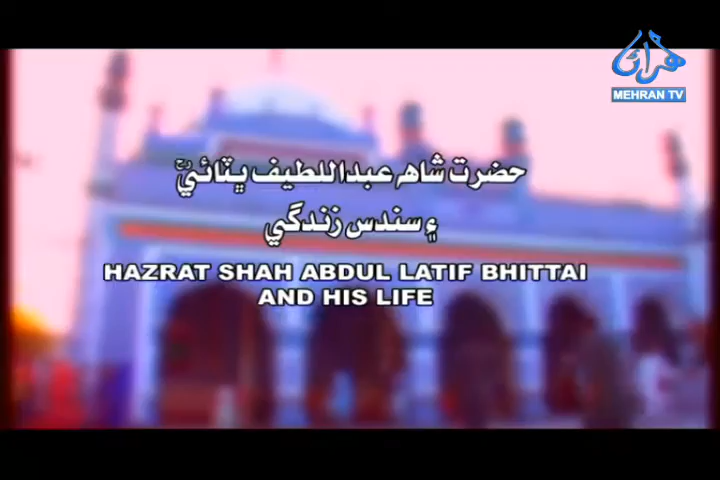 مهراڻ
MEHRAN TV
حضرت شاهه عبداللطيف ڀٽائيؒ
۽ سندس زندگي
HAZRAT SHAH ABDUL LATIF BHITTAI
AND HIS LIFE